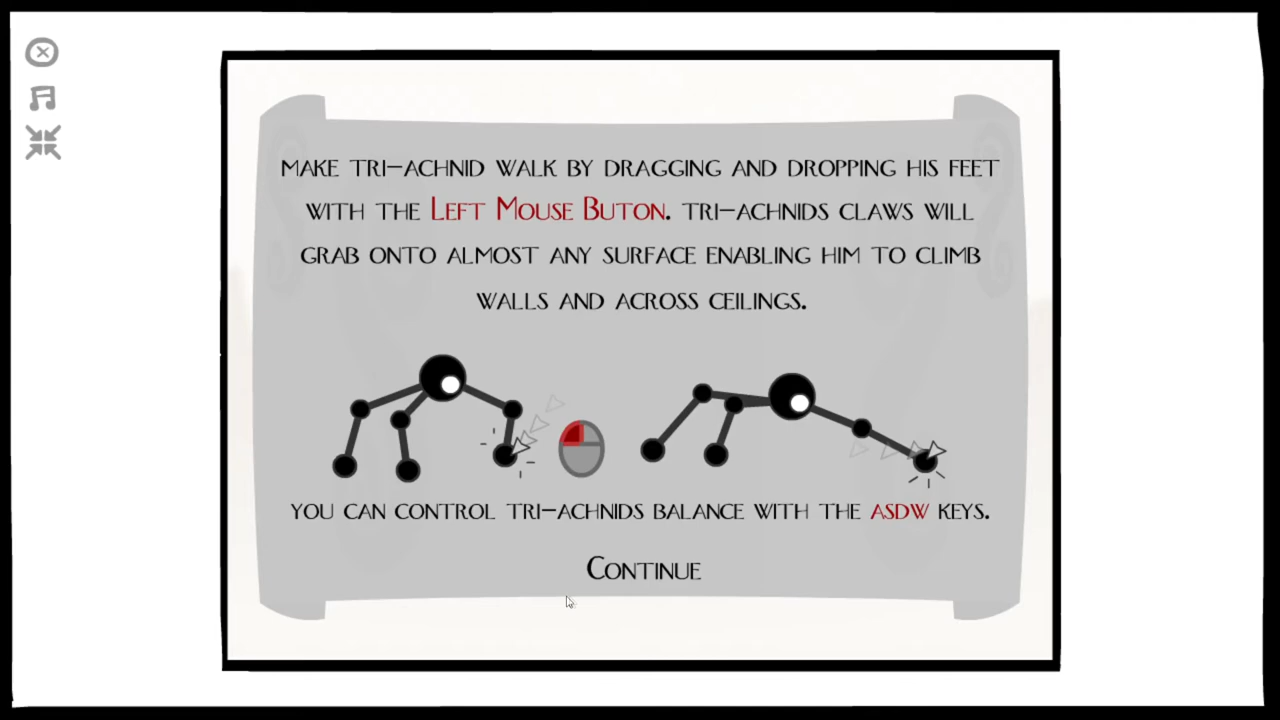 MAKE TRI-ACHNID WALK BY DRAGGING AND DROPPING HIS FEET
WITH THE LEFT MOUSE BUTON. TRI-ACHNIDS CLAWS WILL
GRAB ONTO ALMOST ANY SURFACE ENABLING HIM TO CLIMB
WALLS AND ACROSS CEILINGS.
YOU CAN CONTROL TRI-ACHNIDS BALANCE WITH THE ASDW KEYS.
CONTINUE